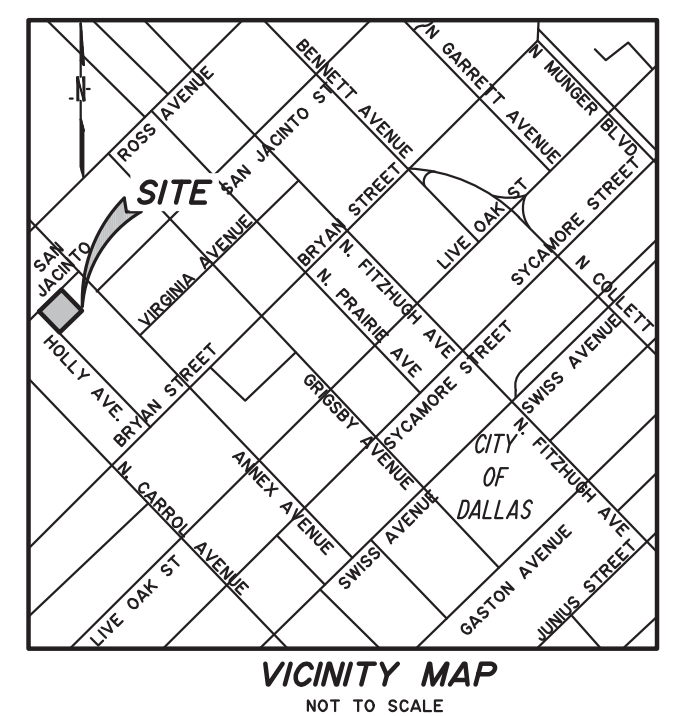 N GARRETT AVENUE
N MUNGER BLVD.
BENNETT AVENUE
ROSS AVENUE
-N-
SAN JACINTO ST
SITE
BRYAN STREET
LIVE OAK ST
SYCAMORE STREET
SAN
JACINTO
VIRGINIA AVENUE
N. FITZHUGH AVE
N COLLETT
N. PRAIRIE AVE
HOLLY AVE.
BRYAN STREET
GRIGSBY AVENUE
SYCAMORE STREET
SWISS AVENUE
CITY
OF
DALLAS
N. FITZHUGH AVE
N. CARROL AVENUE
ANNEX AVENUE
SWISS AVENUE
GASTON AVENUE
JUNIUS STREET
LIVE OAK ST
VICINITY MAP
NOT TO SCALE